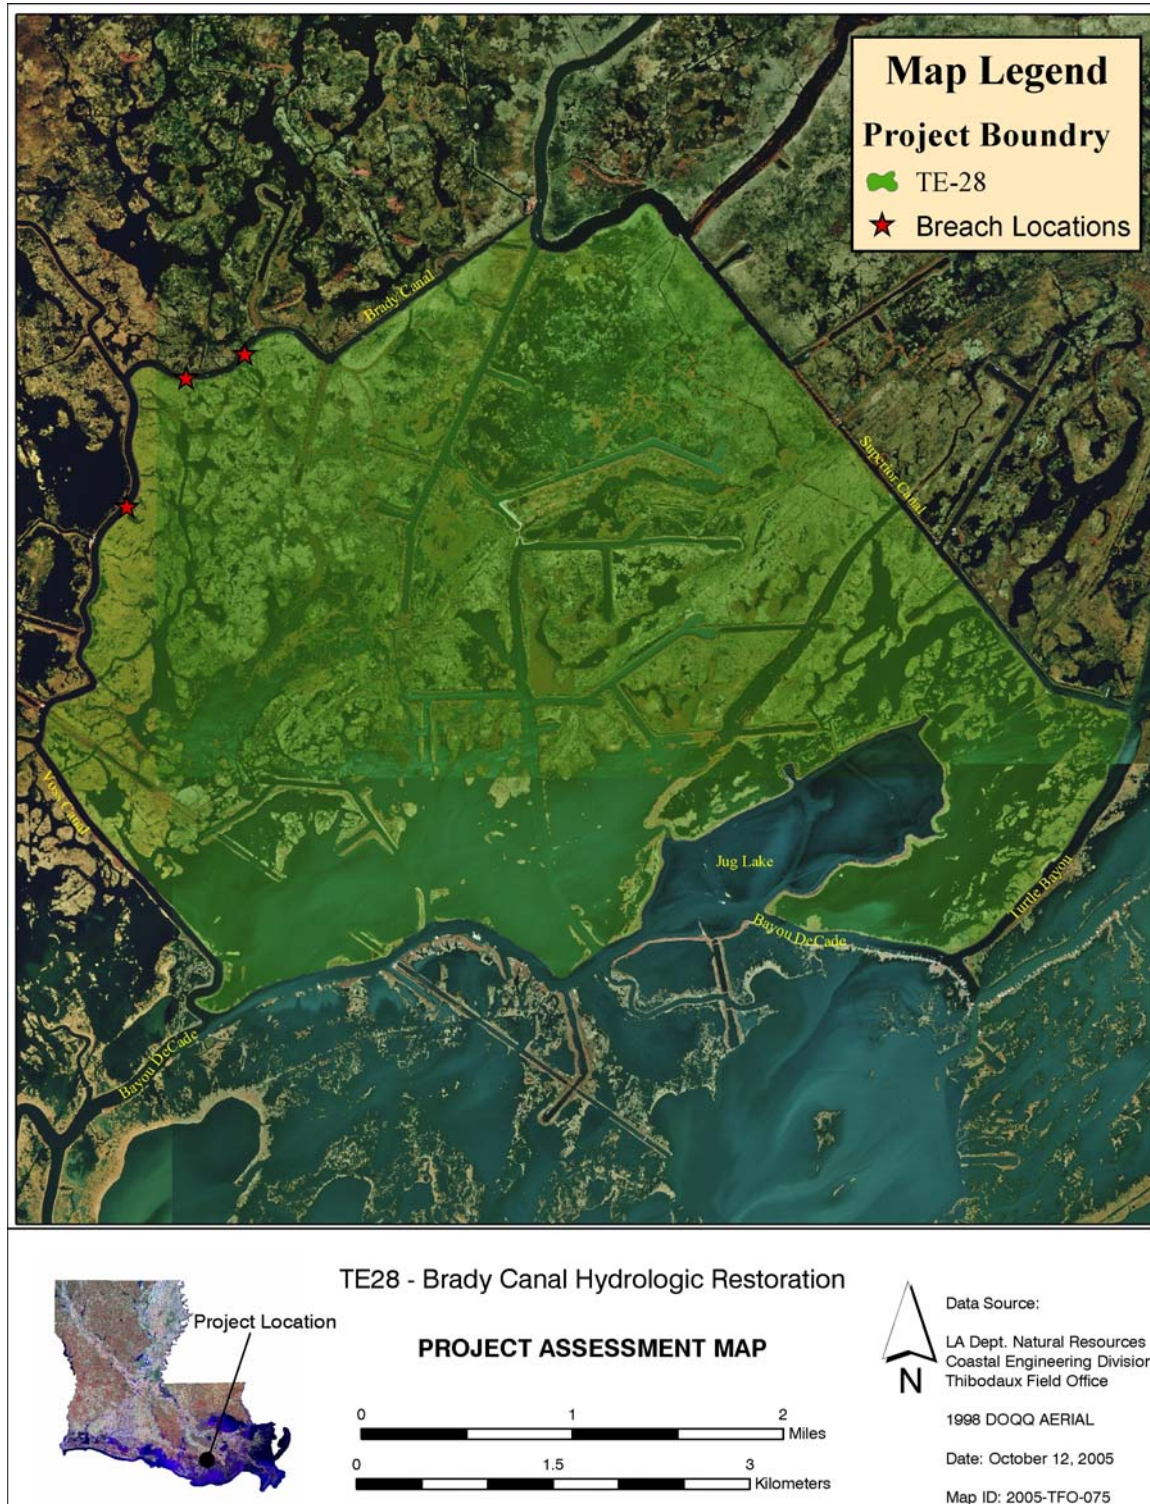 Map Legend
Project Boundry
TE-28
Breach Locations
Brady Canal
Superior Canal
Voss Canal
Jug Lake
Turtle Bayou
Bayou DeCade
Bayou DeCade
TE28 - Brady Canal Hydrologic Restoration
PROJECT ASSESSMENT MAP
Project Location
0 1 2
Miles
0 1.5 3
Kilometers
N
Data Source:
LA Dept. Natural Resources
Coastal Engineering Division
Thibodaux Field Office
1998 DOQQ AERIAL
Date: October 12, 2005
Map ID: 2005-TFO-075